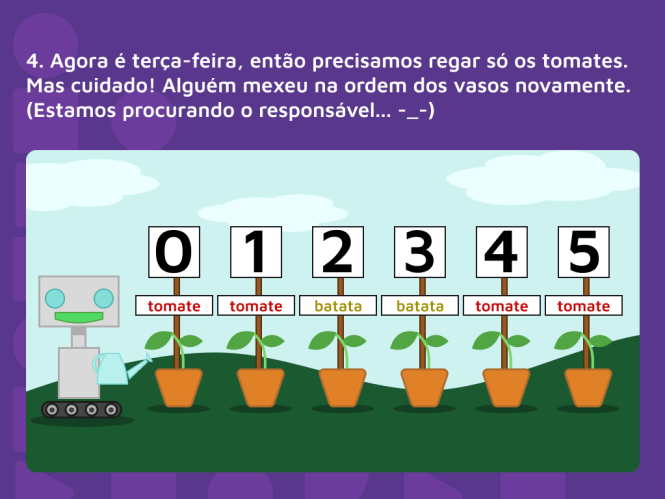 4. Agora é terça-feira, então precisamos regar só os tomates.
Mas cuidado! Alguém mexeu na ordem dos vasos novamente.
(Estamos procurando o responsável... -_-)
0 1 2 3 4 5
tomate tomate batata batata tomate tomate